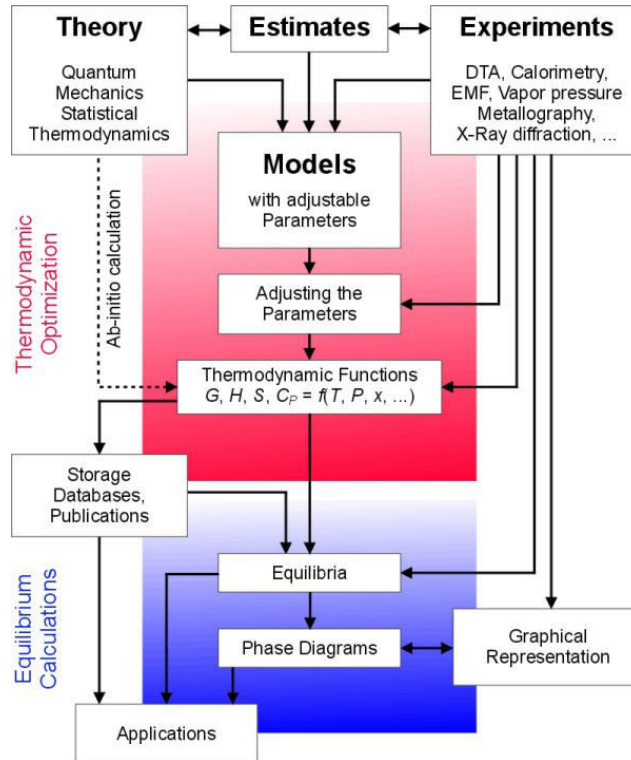 Theory
Quantum
Mechanics
Statistical
Thermodynamics
Estimates
Experiments
DTA, Calorimetry,
EMF, Vapor pressure
Metallography,
X-Ray diffraction, ...
Models
with adjustable
Parameters
Thermodynamic
Optimization
Ab-initio calculation
Adjusting the
Parameters
Thermodynamic Functions
G, H, S, C_P = f(T, P, x, ...)
Storage
Databases,
Publications
Equilibrium
Calculations
Equilibria
Phase Diagrams
Graphical
Representation
Applications